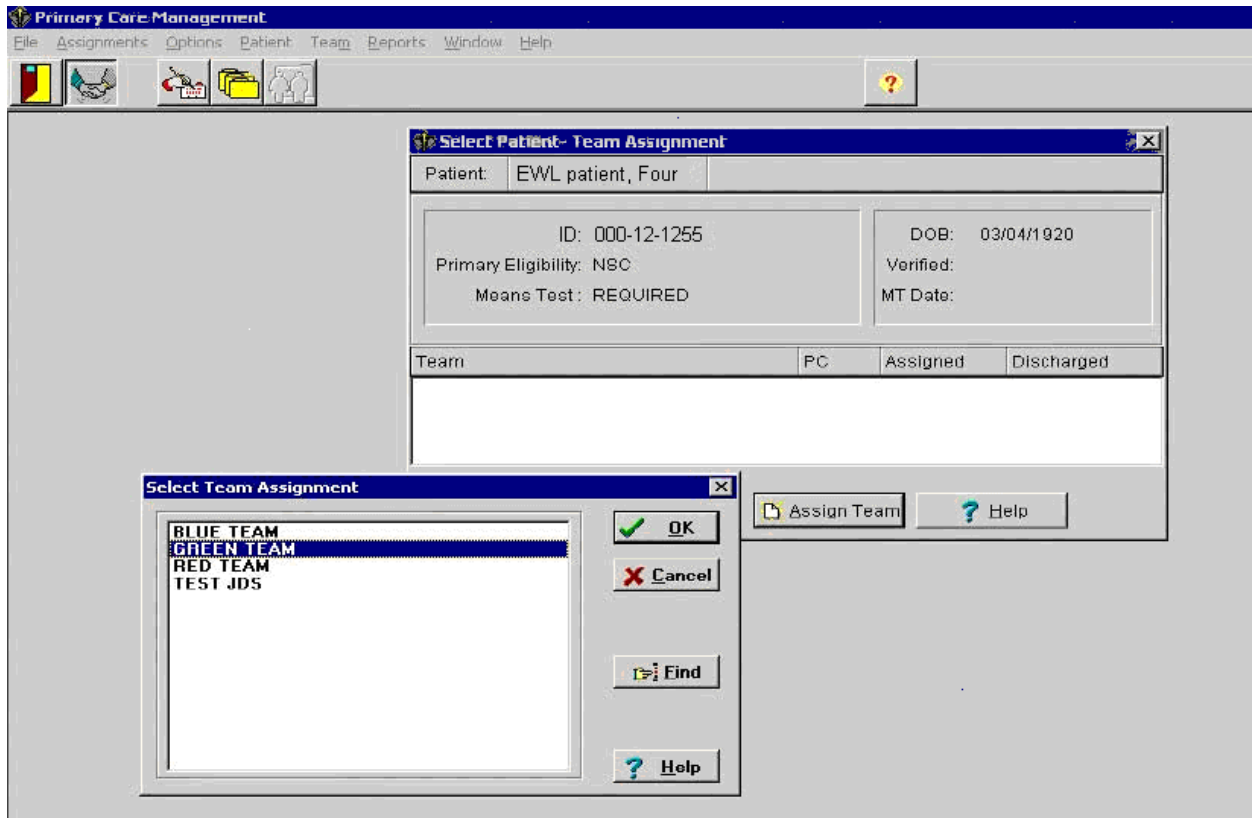 Primary Care Management
File Assignments Options Patient Team Reports Window Help
Select Patient- Team Assignment
Patient: EWL patient, Four
ID: 000-12-1255 DOB: 03/04/1920
Primary Eligibility: NSC Verified:
Means Test: REQUIRED MT Date:
Team PC Assigned Discharged
Assign Team Help
Select Team Assignment
BLUE TEAM
GREEN TEAM
RED TEAM
TEST JDS
OK
Cancel
Find
Help